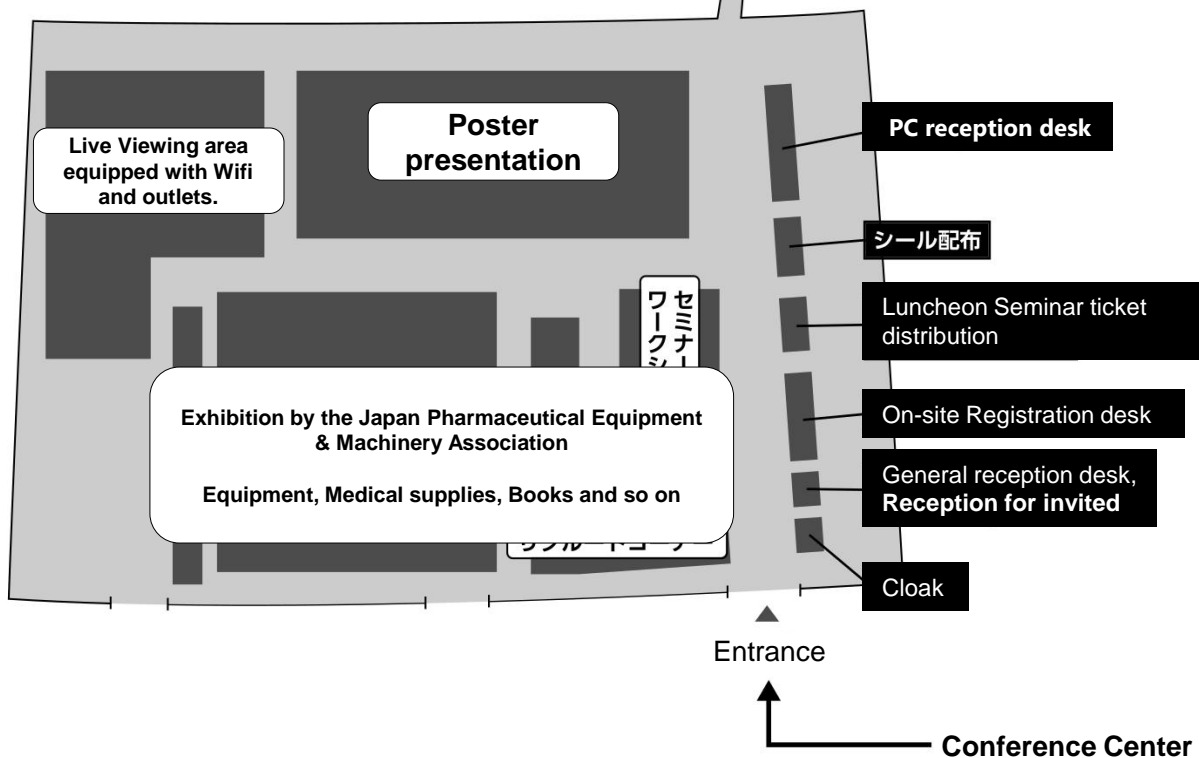 Live Viewing area
equipped with Wifi
and outlets.
Poster
presentation
PC reception desk
シール配布
Luncheon Seminar ticket
distribution
セミナー
ワークシ
On-site Registration desk
Exhibition by the Japan Pharmaceutical Equipment
& Machinery Association
Equipment, Medical supplies, Books and so on
General reception desk,
Reception for invited
Cloak
Entrance
Conference Center